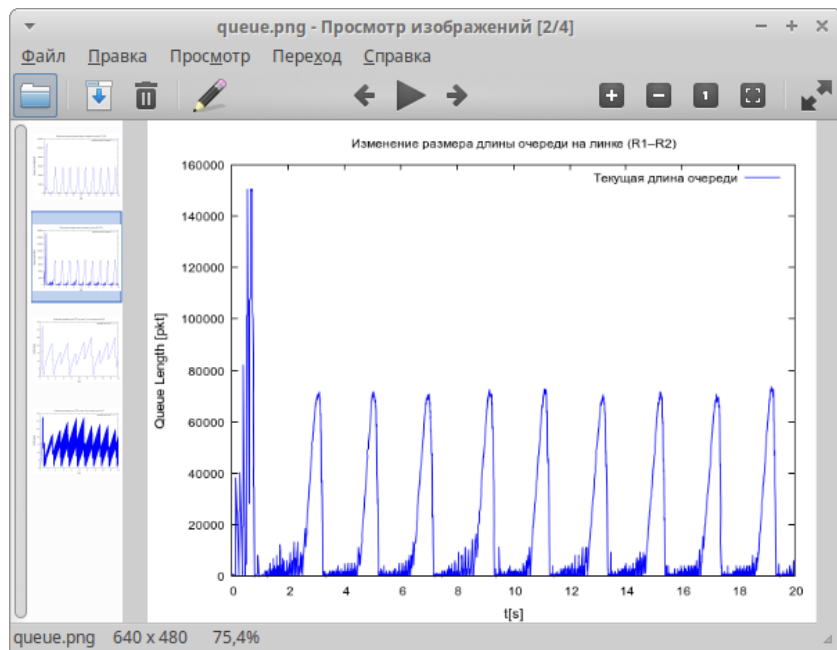 queue.png - Просмотр изображений [2/4]
Файл Правка Просмотр Переход Справка
1
Изменение размера длины очереди на линке (R1–R2)
Текущая длина очереди
160000
140000
120000
100000
80000
60000
40000
20000
0
Queue Length [pkt]
0 2 4 6 8 10 12 14 16 18 20
t[s]
queue.png 640 x 480 75,4%